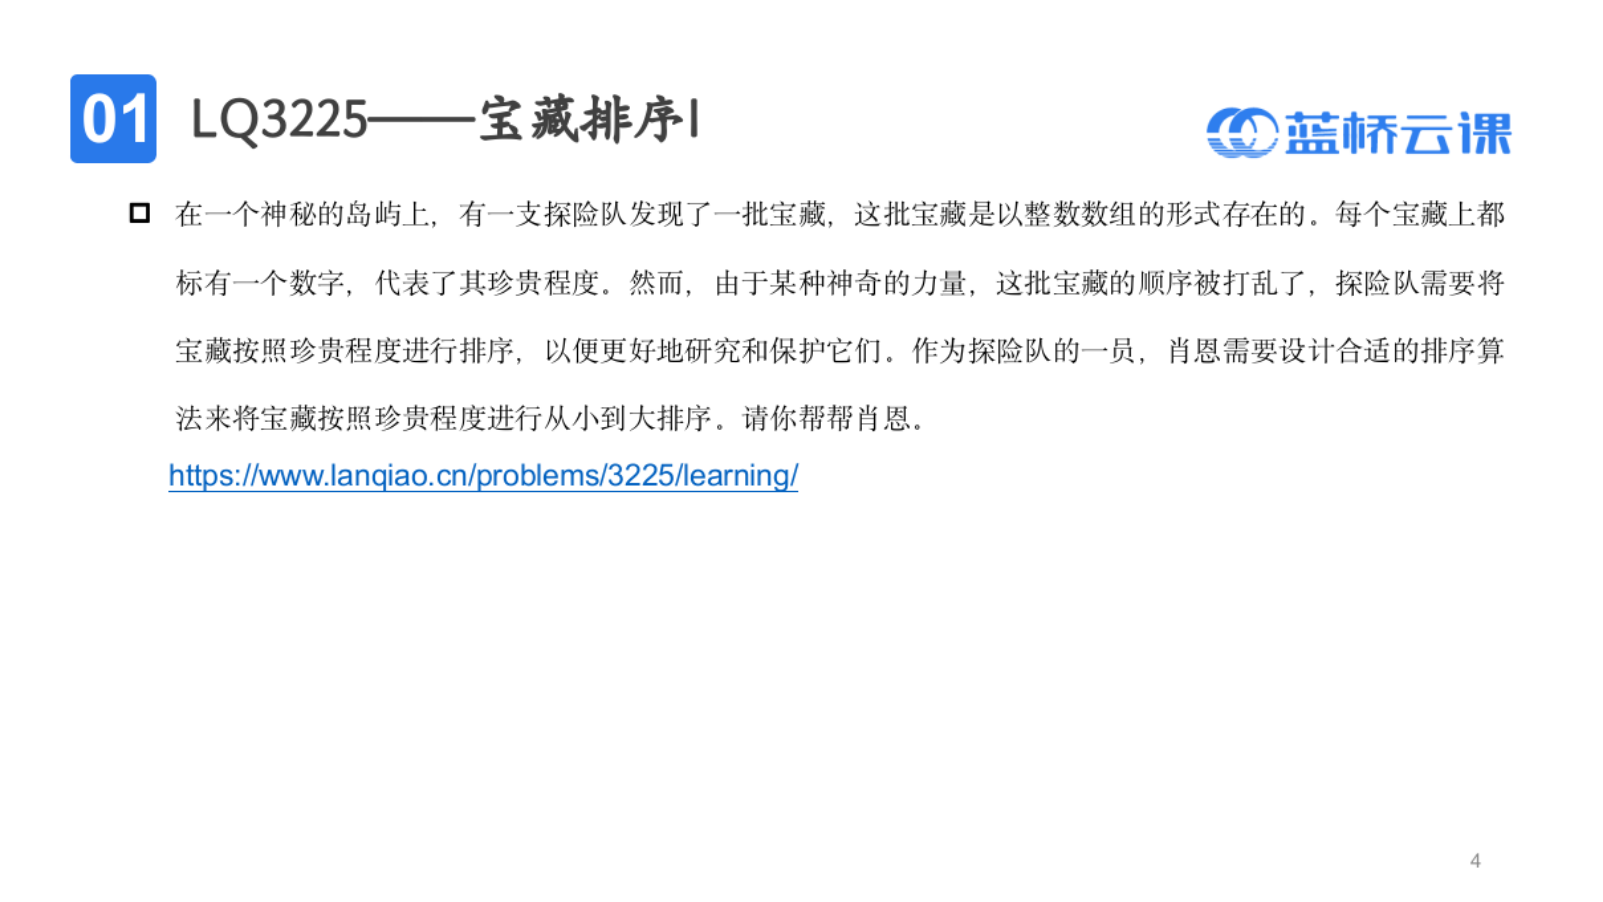 01 LQ3225——宝藏排序I
蓝桥云课
在一个神秘的岛屿上，有一支探险队发现了一批宝藏，这批宝藏是以整数数组的形式存在的。每个宝藏上都
标有一个数字，代表了其珍贵程度。然而，由于某种神奇的力量，这批宝藏的顺序被打乱了，探险队需要将
宝藏按照珍贵程度进行排序，以便更好地研究和保护它们。作为探险队的一员，肖恩需要设计合适的排序算
法来将宝藏按照珍贵程度进行从小到大排序。请你帮帮肖恩。
https://www.lanqiao.cn/problems/3225/learning/
4